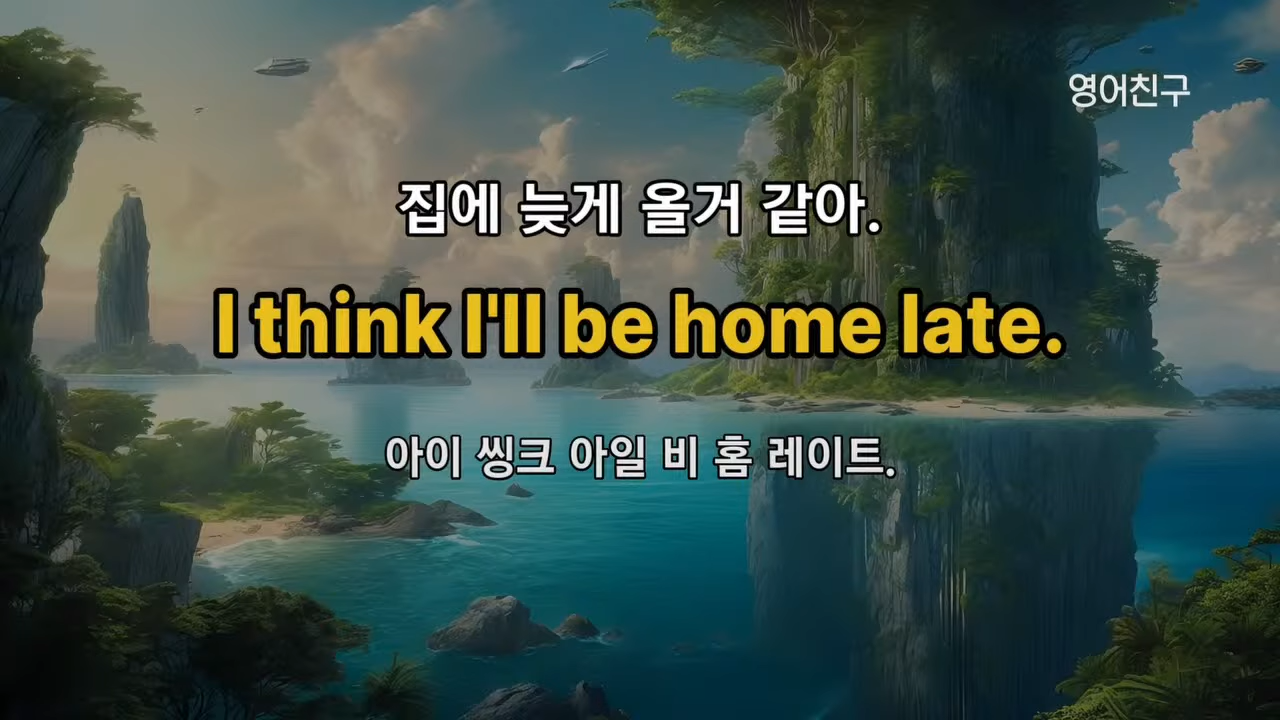 영어친구
집에 늦게 올거 같아.
I think I'll be home late.
아이 씽크 아일 비 홈 레이트.